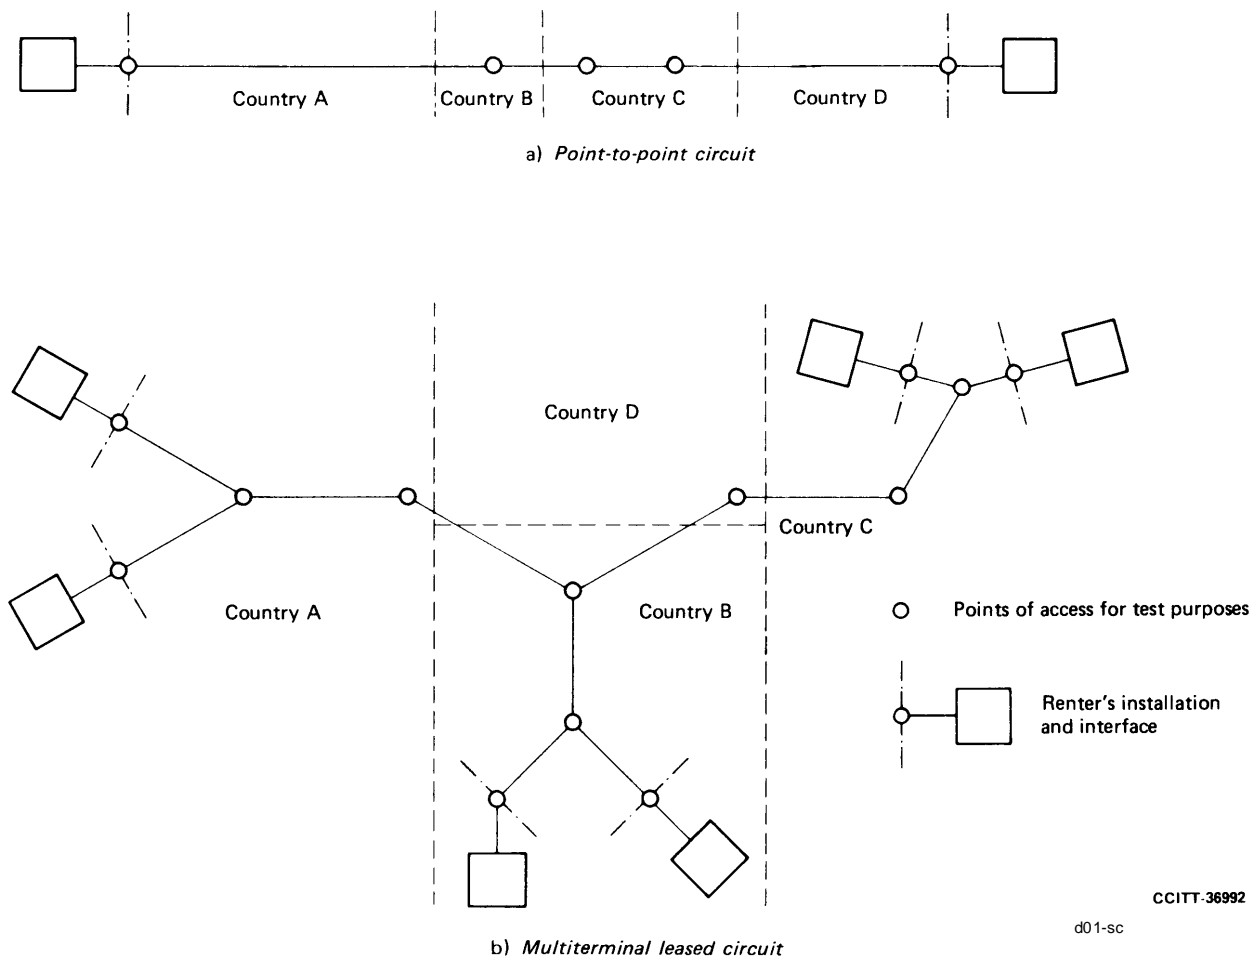 Country A
Country B
Country C
Country D
a) Point-to-point circuit
Country D
Country C
Country A
Country B
Points of access for test purposes
Renter's installation
and interface
CCITT-36992
d01-sc
b) Multiterminal leased circuit